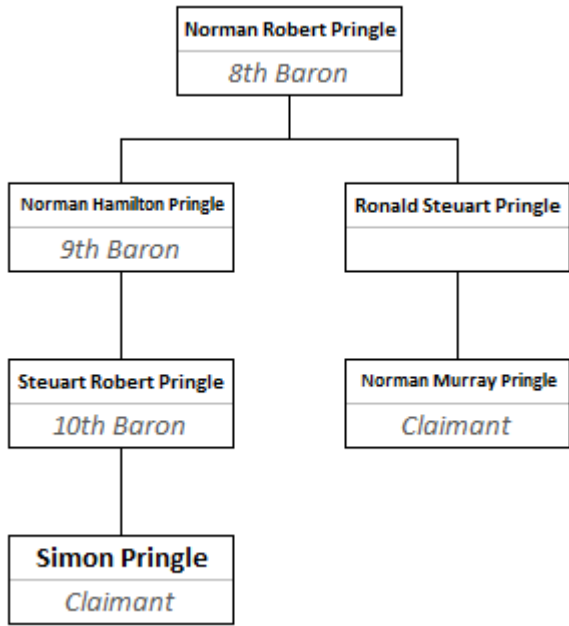 Norman Robert Pringle
8th Baron
Norman Hamilton Pringle
9th Baron
Ronald Steuart Pringle
Steuart Robert Pringle
10th Baron
Norman Murray Pringle
Claimant
Simon Pringle
Claimant